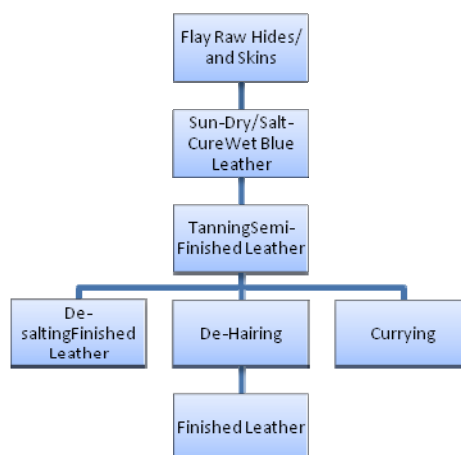 Flay Raw Hides/
and Skins
Sun-Dry/Salt-
CureWet Blue
Leather
TanningSemi-
Finished Leather
De-
saltingFinished
Leather
De-Hairing
Currying
Finished Leather